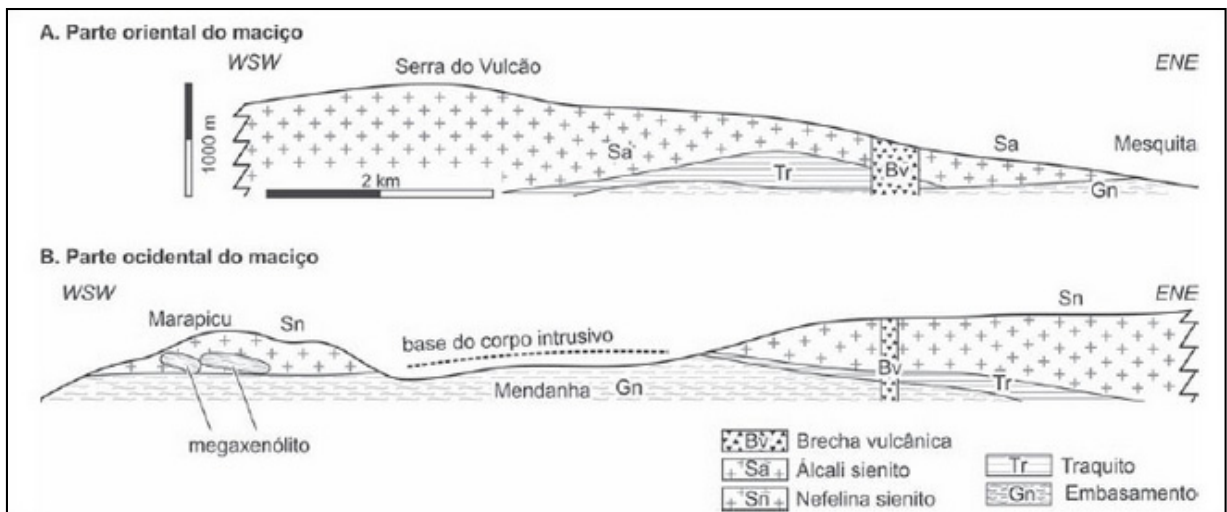 A. Parte oriental do maciço
WSW
Serra do Vulcão
ENE
1000 m
Sa
Sa
Mesquita
2 km
Tr
Bv
Gn
B. Parte ocidental do maciço
WSW
Sn
ENE
Marapicu
Sn
base do corpo intrusivo
Bv
Mendanha
Gn
Tr
megaxenólito
Bv Brecha vulcânica
Sa Álcali sienito
Sn Nefelina sienito
Tr Traquito
Gn Embasamento